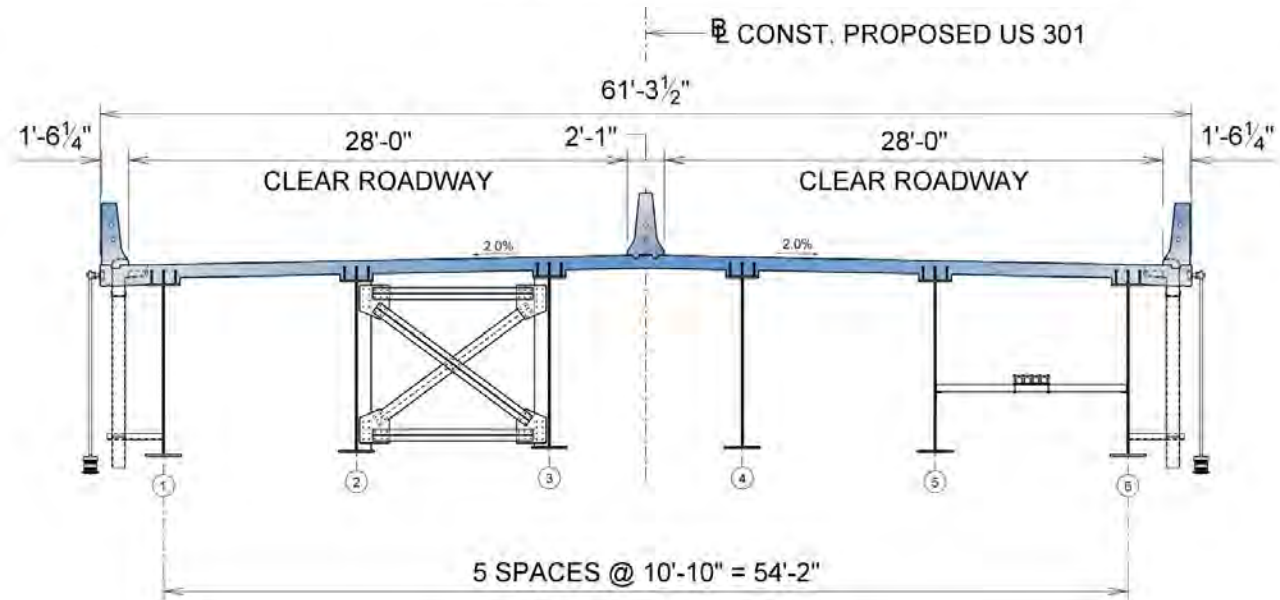 ℄ CONST. PROPOSED US 301
61'-3½"
1'-6¼" 28'-0" 2'-1" 28'-0" 1'-6¼"
CLEAR ROADWAY CLEAR ROADWAY
2.0% 2.0%
1 2 3 4 5 6
5 SPACES @ 10'-10" = 54'-2"